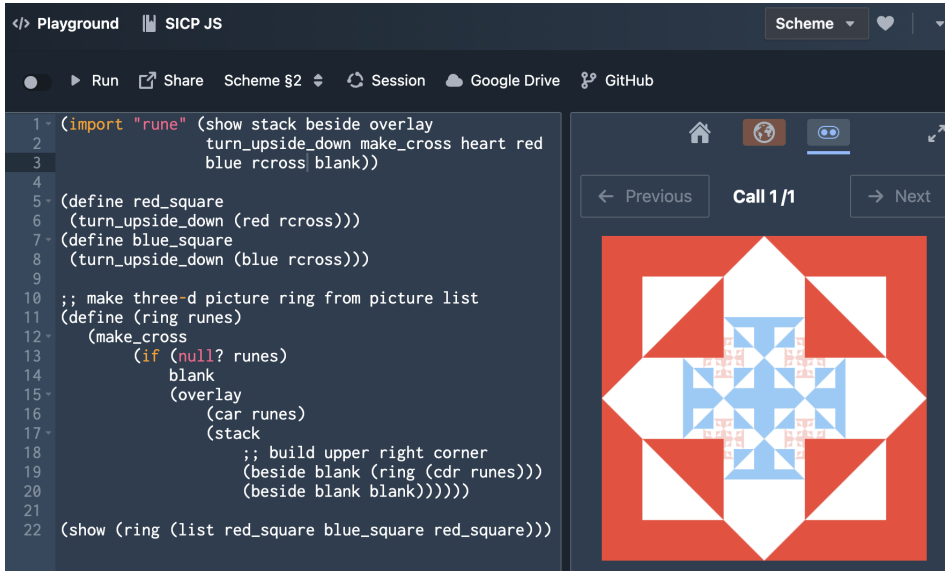 </> Playground SICP JS Scheme
Run Share Scheme §2 Session Google Drive GitHub
1 (import "rune" (show stack beside overlay
2 turn_upside_down make_cross heart red
3 blue rcross blank))
4
5 (define red_square
6 (turn_upside_down (red rcross)))
7 (define blue_square
8 (turn_upside_down (blue rcross)))
9
10 ;; make three-d picture ring from picture list
11 (define (ring runes)
12 (make_cross
13 (if (null? runes)
14 blank
15 (overlay
16 (car runes)
17 (stack
18 ;; build upper right corner
19 (beside blank (ring (cdr runes)))
20 (beside blank blank))))))
21
22 (show (ring (list red_square blue_square red_square)))
← Previous Call 1/1 → Next